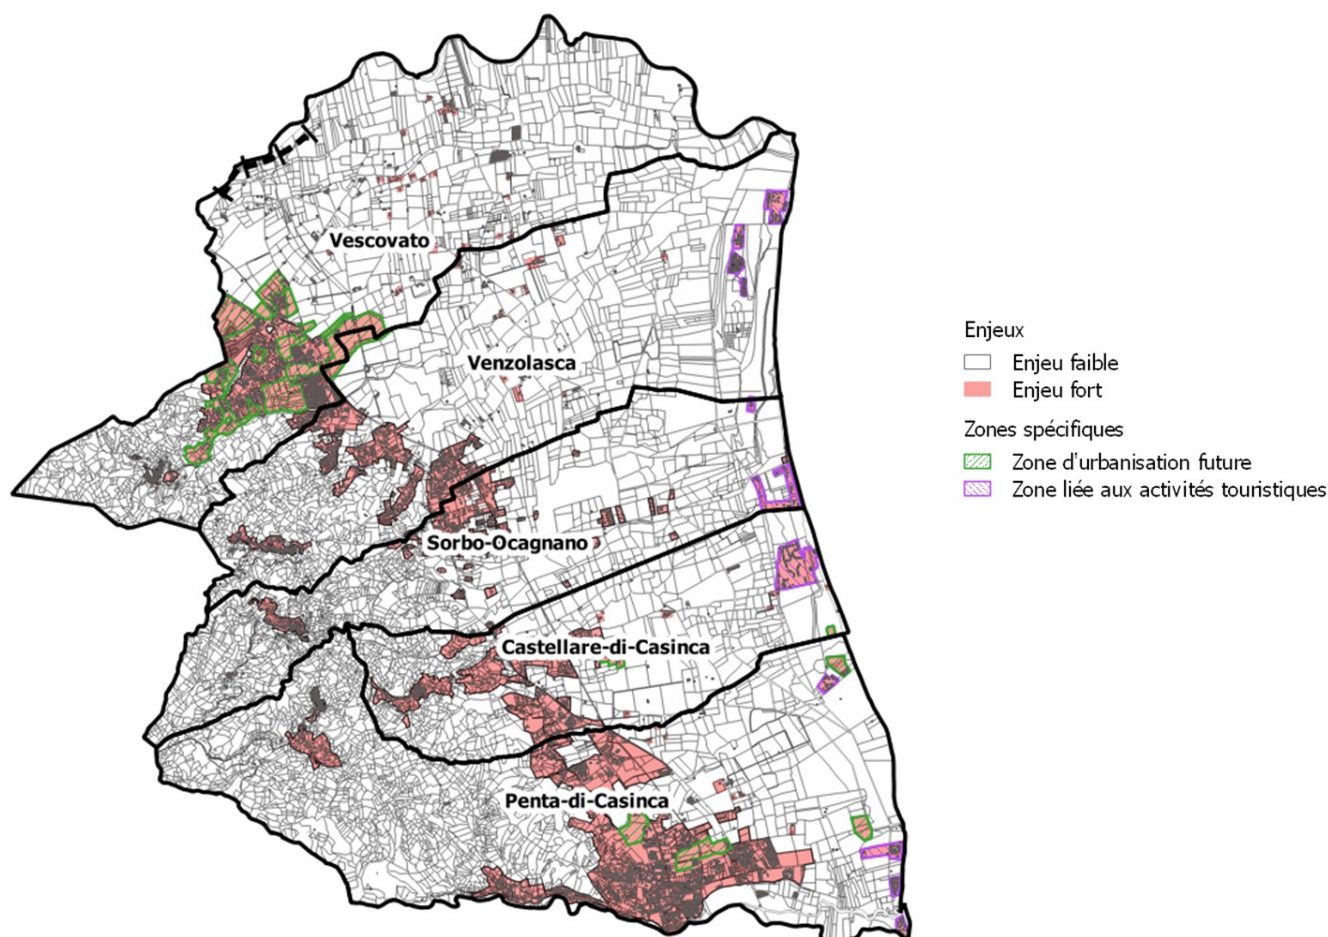 Vescovato
Venzolasca
Sorbo-Ocagnano
Castellare-di-Casinca
Penta-di-Casinca
Enjeux
Enjeu faible
Enjeu fort
Zones spécifiques
Zone d'urbanisation future
Zone liée aux activités touristiques